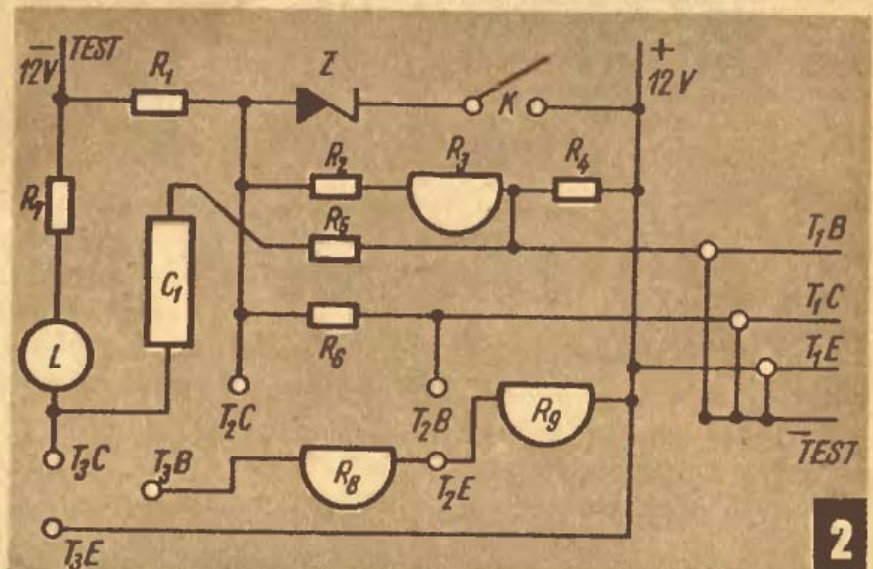 − TEST
12V
R₁
Z
K
+
12V
R₂
R₃
R₄
R₇
R₅
C₁
T₁B
T₁C
R₆
T₁E
L
T₂C
T₂B
R₉
−TEST
T₃C
T₃B
R₈
T₂E
T₃E
2